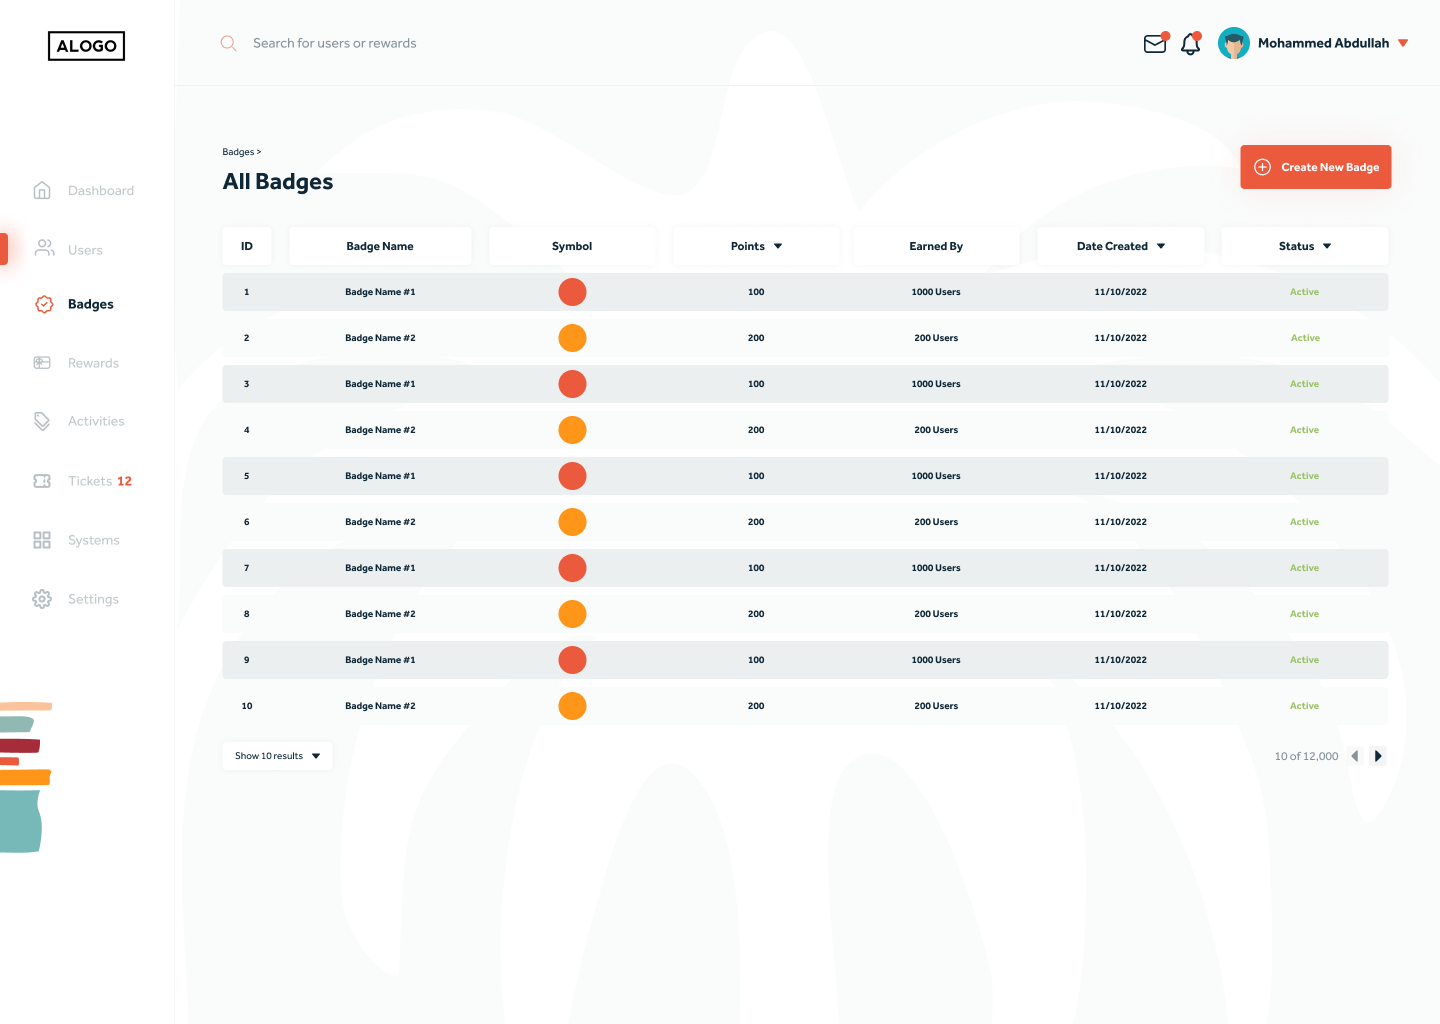 ALOGO
Search for users or rewards
Mohammed Abdullah
Dashboard
Users
Badges
Rewards
Activities
Tickets 12
Systems
Settings
Badges >
All Badges
Create New Badge
ID Badge Name Symbol Points Earned By Date Created Status
1 Badge Name #1 100 1000 Users 11/10/2022 Active
2 Badge Name #2 200 200 Users 11/10/2022 Active
3 Badge Name #1 100 1000 Users 11/10/2022 Active
4 Badge Name #2 200 200 Users 11/10/2022 Active
5 Badge Name #1 100 1000 Users 11/10/2022 Active
6 Badge Name #2 200 200 Users 11/10/2022 Active
7 Badge Name #1 100 1000 Users 11/10/2022 Active
8 Badge Name #2 200 200 Users 11/10/2022 Active
9 Badge Name #1 100 1000 Users 11/10/2022 Active
10 Badge Name #2 200 200 Users 11/10/2022 Active
Show 10 results
10 of 12,000